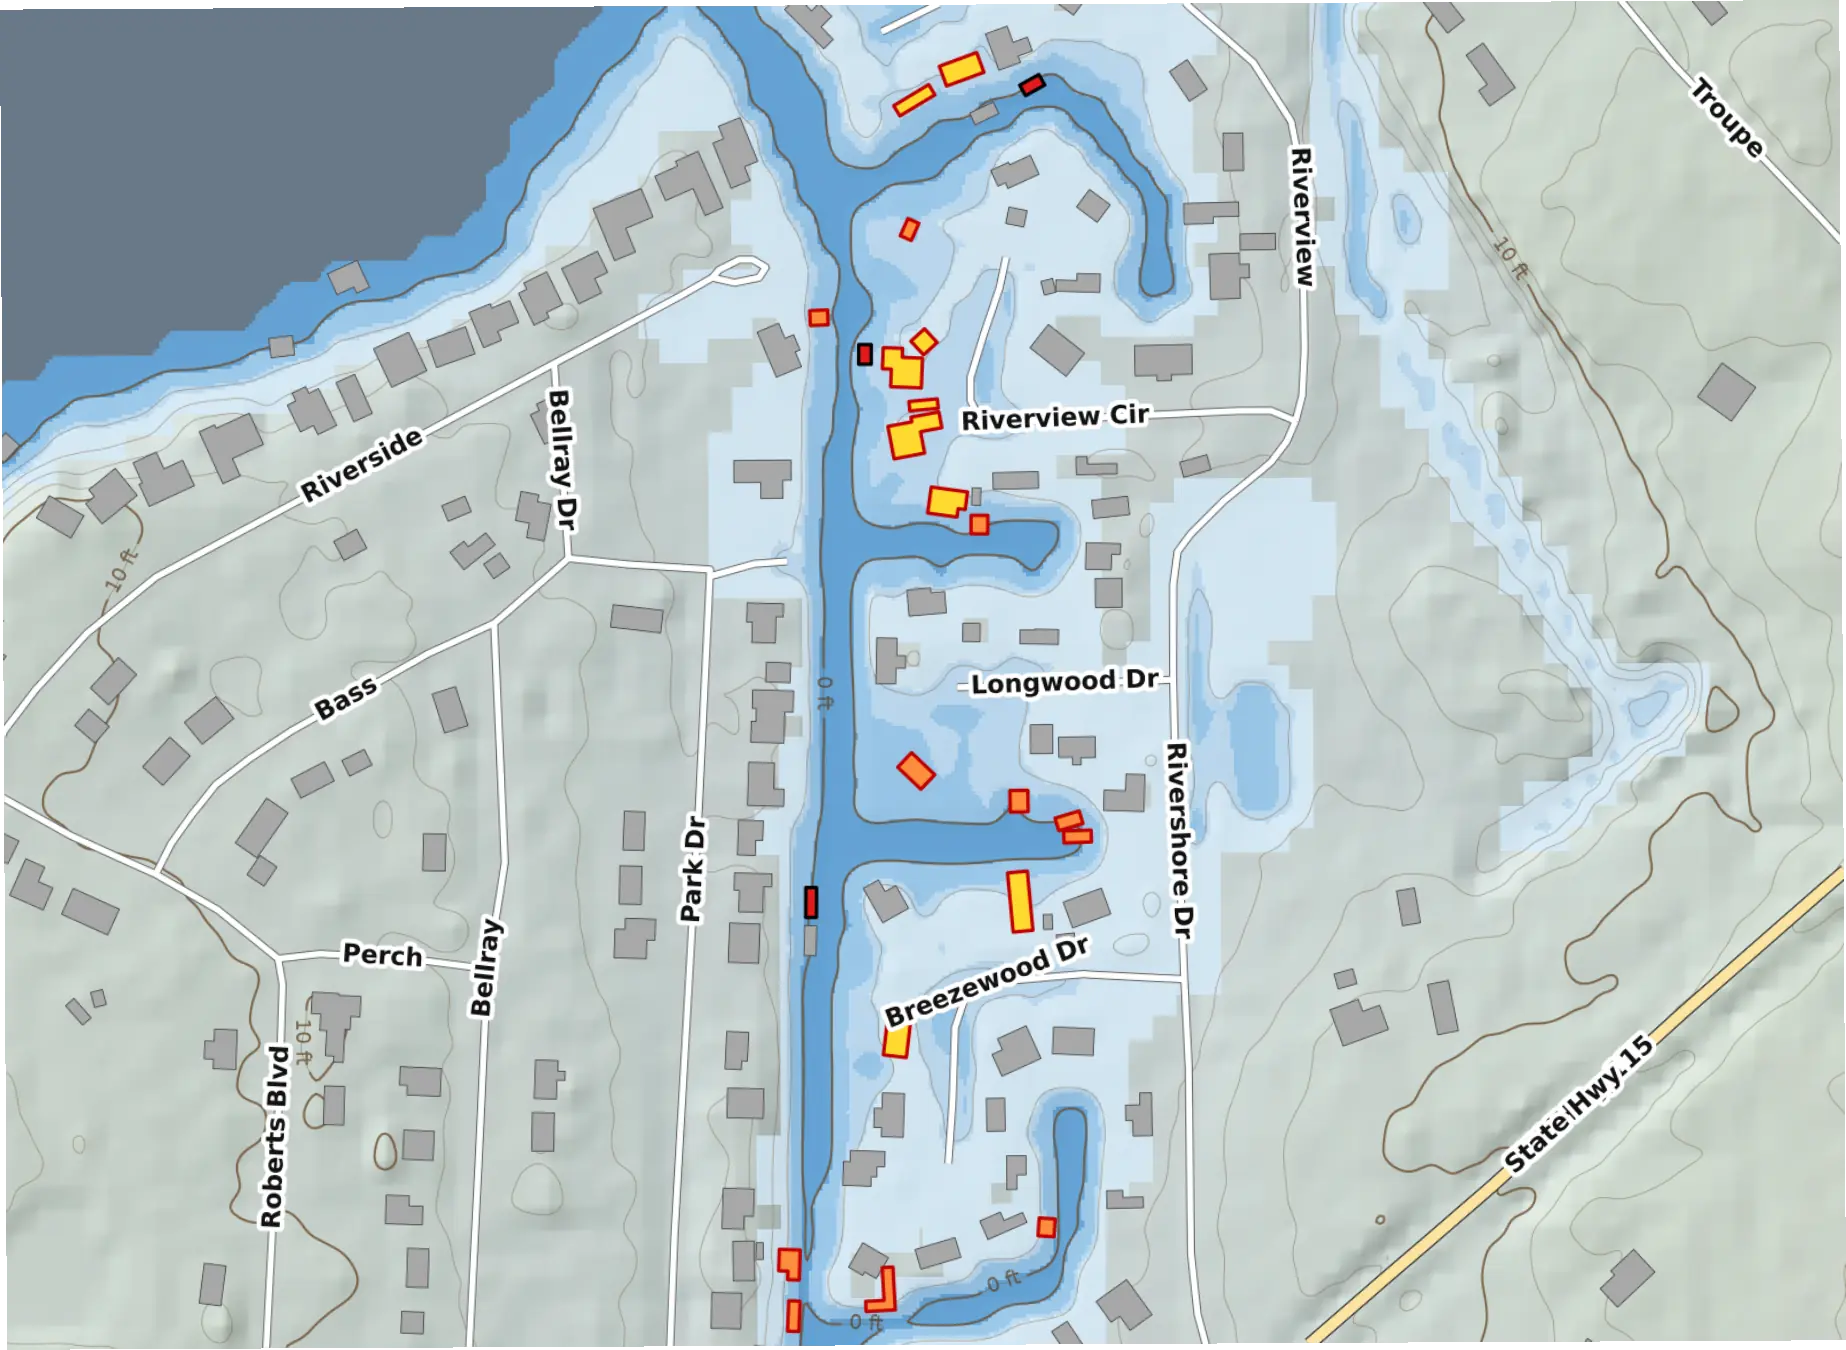 Troupe
Riverview
10 ft
Riverview Cir
Bellray Dr
Riverside
10 ft
Longwood Dr
0 ft
Bass
Rivershore Dr
Park Dr
Perch
Bellray
Breezewood Dr
10 ft
Roberts Blvd
State Hwy 15
0 ft
0 ft